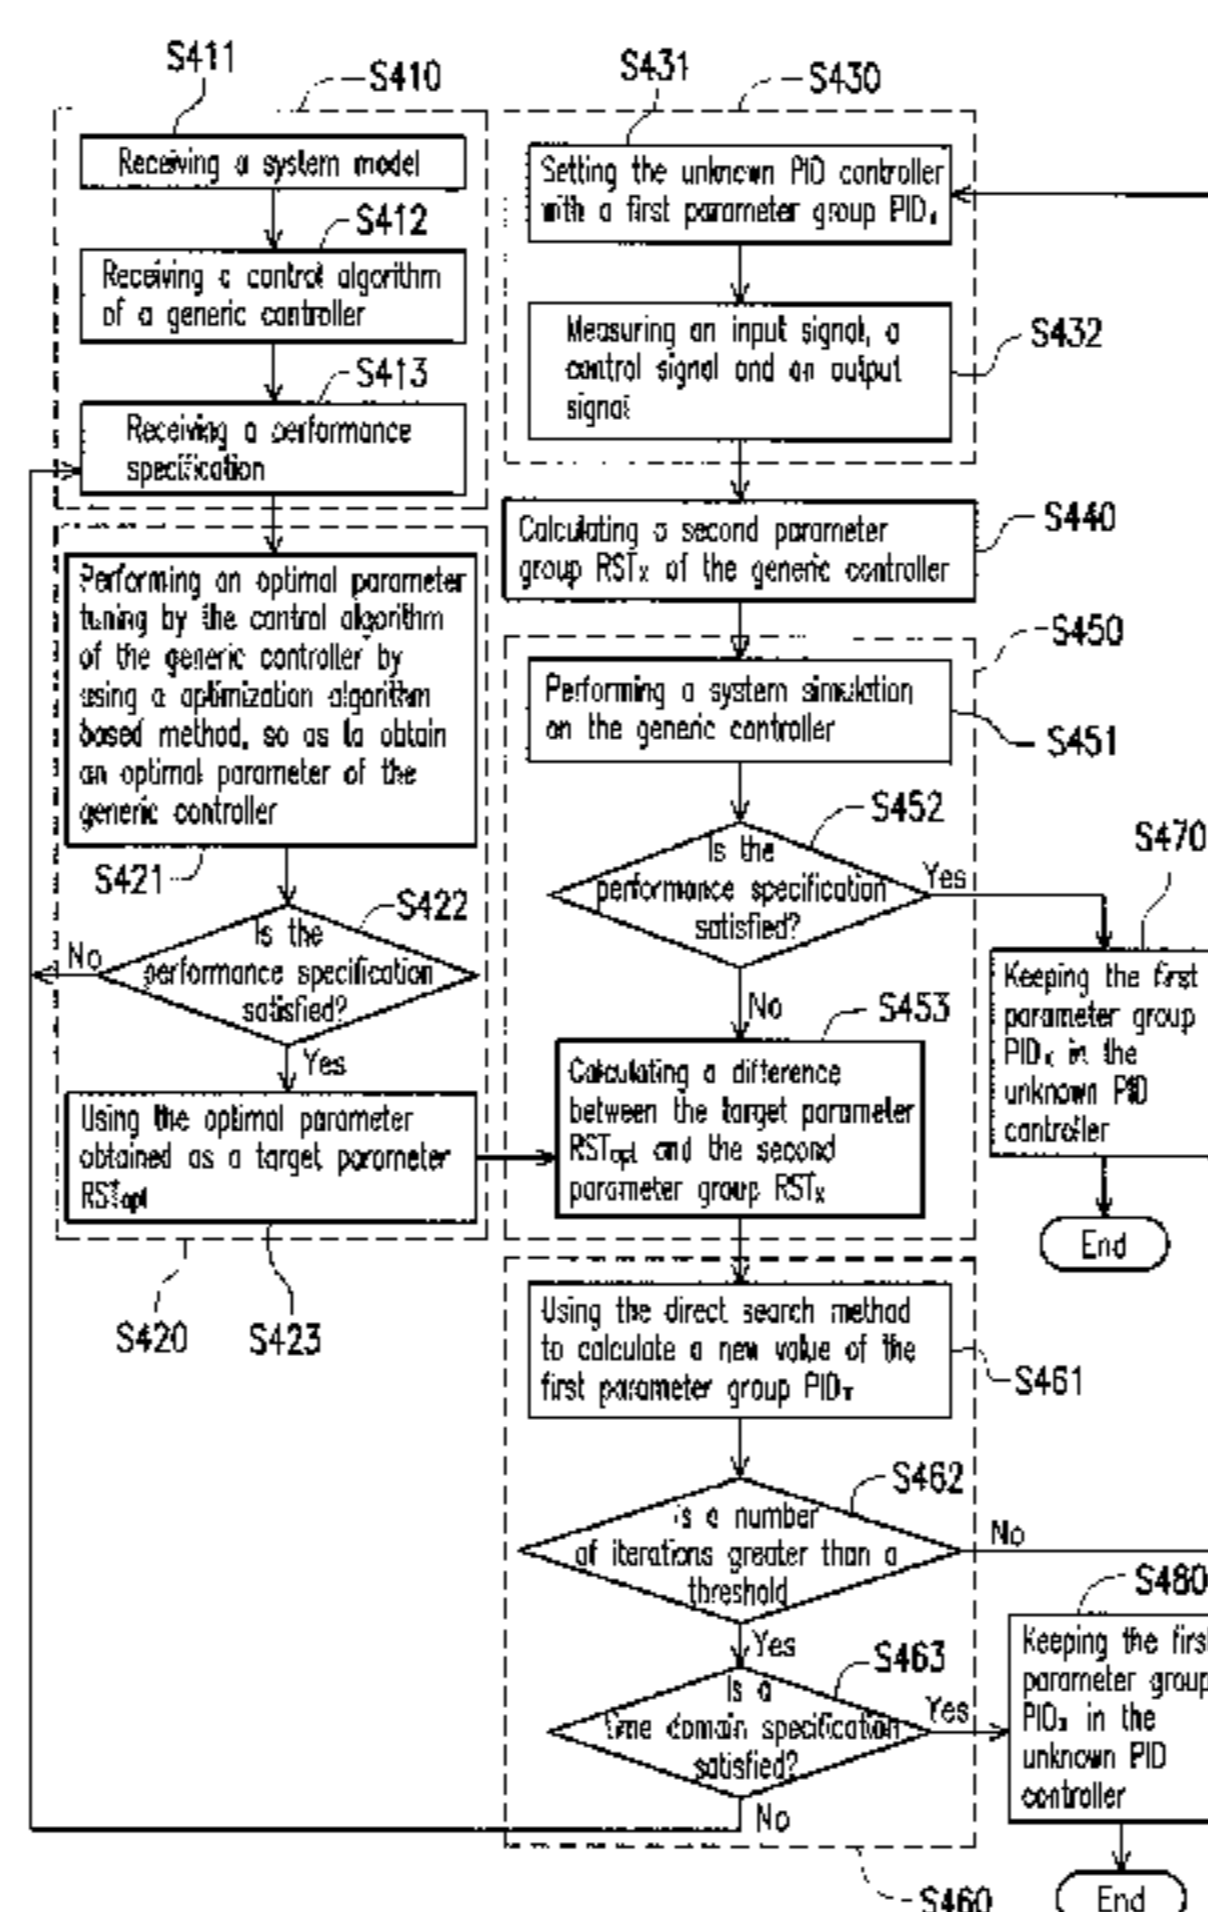 S411
S410
Receiving a system model
S412
Receiving a control algorithm
of a generic controller
S413
Receiving a performance
specification
Performing an optimal parameter
tuning by the control algorithm
of the generic controller by
using a optimization algorithm
based method, so as to obtain
an optimal parameter of the
generic controller
S421
S422
Is the
performance specification
satisfied?
No
Yes
Using the optimal parameter
obtained as a target parameter
RSTopt
S420
S423
S431
S430
Setting the unknown PID controller
with a first parameter group PIDx
Measuring an input signal, a
control signal and an output
signal
S432
Calculating a second parameter
group RSTx of the generic controller
S440
S450
Performing a system simulation
on the generic controller
S451
S452
Is the
performance specification
satisfied?
Yes
No
S470
Keeping the first
parameter group
PIDx in the
unknown PID
controller
End
S453
Calculating a difference
between the target parameter
RSTopt and the second
parameter group RSTx
Using the direct search method
to calculate a new value of the
first parameter group PIDx
S461
S462
Is a number
of iterations greater than a
threshold
No
Yes
S463
Is a
time domain specification
satisfied?
Yes
No
S480
Keeping the first
parameter group
PIDx in the
unknown PID
controller
End
S460